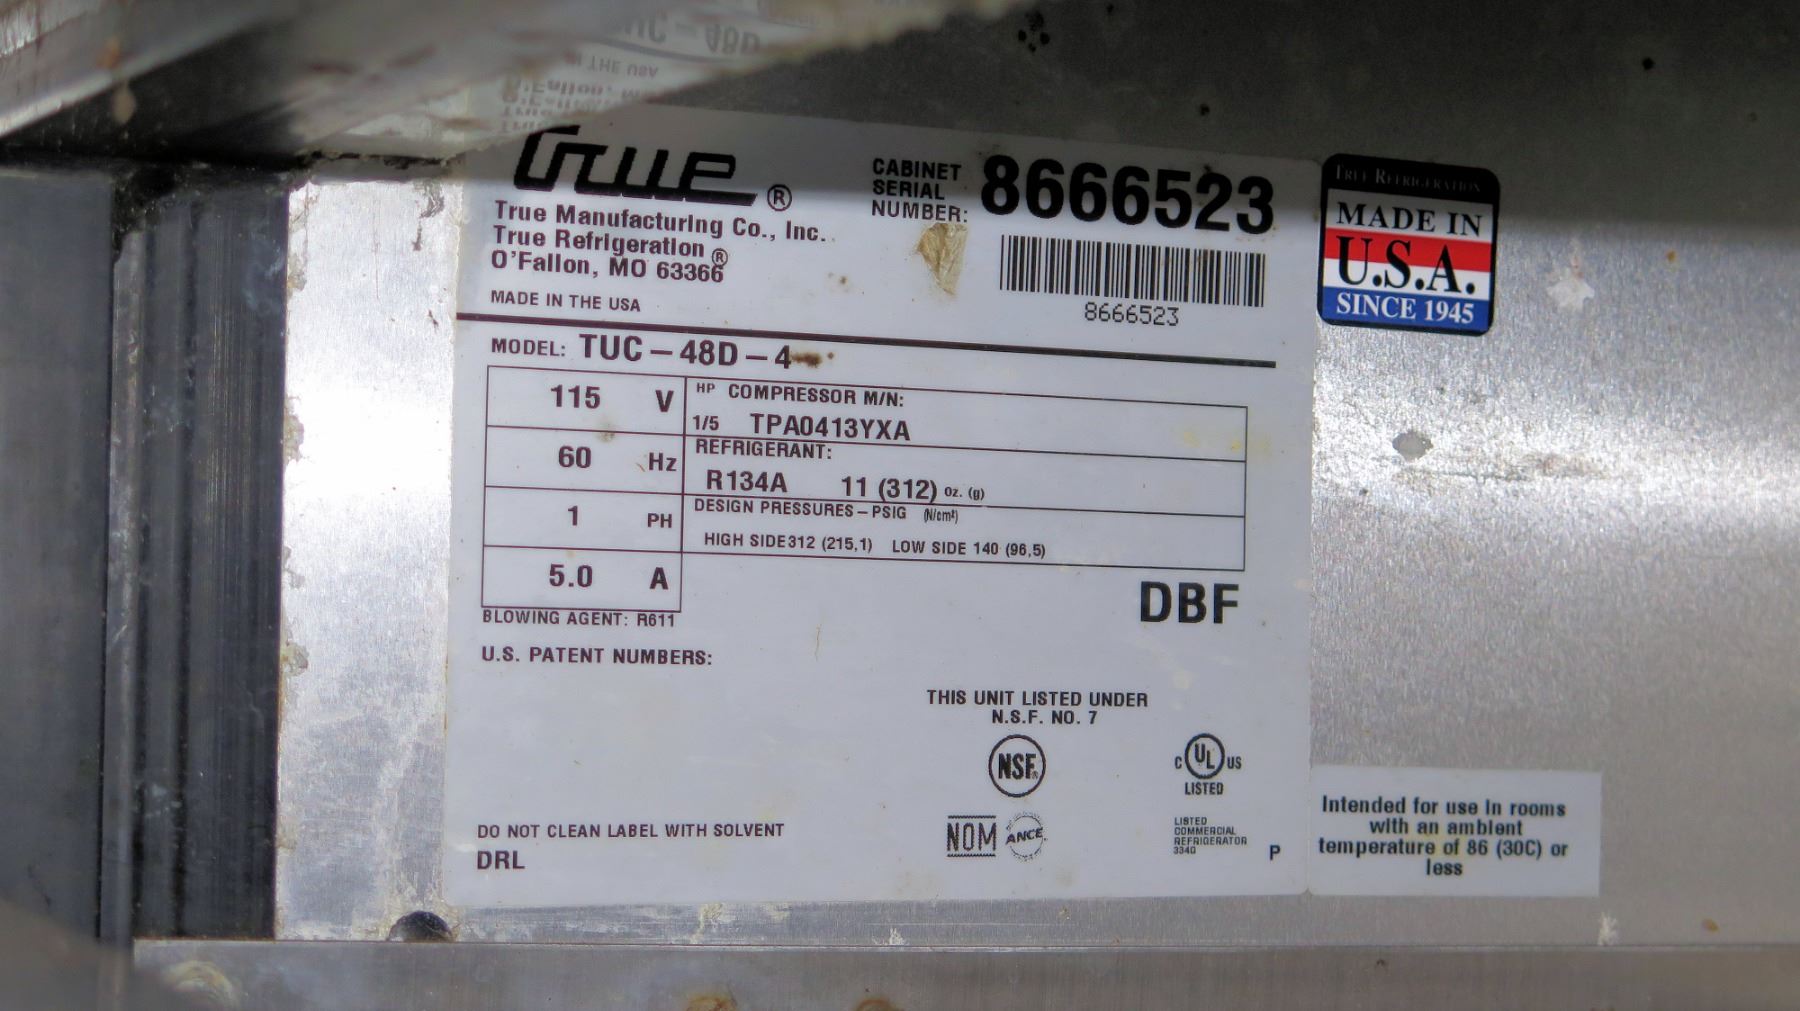 True ®
True Manufacturing Co., Inc.
True Refrigeration ®
O'Fallon, MO 63366
MADE IN THE USA
CABINET
SERIAL
NUMBER: 8666523
8666523
TRUE REFRIGERATION
MADE IN
U.S.A.
SINCE 1945
MODEL: TUC – 48D – 4
115 V
60 Hz
1 PH
5.0 A
HP COMPRESSOR M/N:
1/5 TPA0413YXA
REFRIGERANT:
R134A 11 (312) oz. (g)
DESIGN PRESSURES – PSIG (N/cm²)
HIGH SIDE 312 (215,1) LOW SIDE 140 (96,5)
DBF
BLOWING AGENT: R611
U.S. PATENT NUMBERS:
THIS UNIT LISTED UNDER
N.S.F. NO. 7
NSF®
C UL US
LISTED
NOM ANCE
LISTED
COMMERCIAL
REFRIGERATOR
334G
P
DO NOT CLEAN LABEL WITH SOLVENT
DRL
Intended for use in rooms
with an ambient
temperature of 86 (30C) or
less